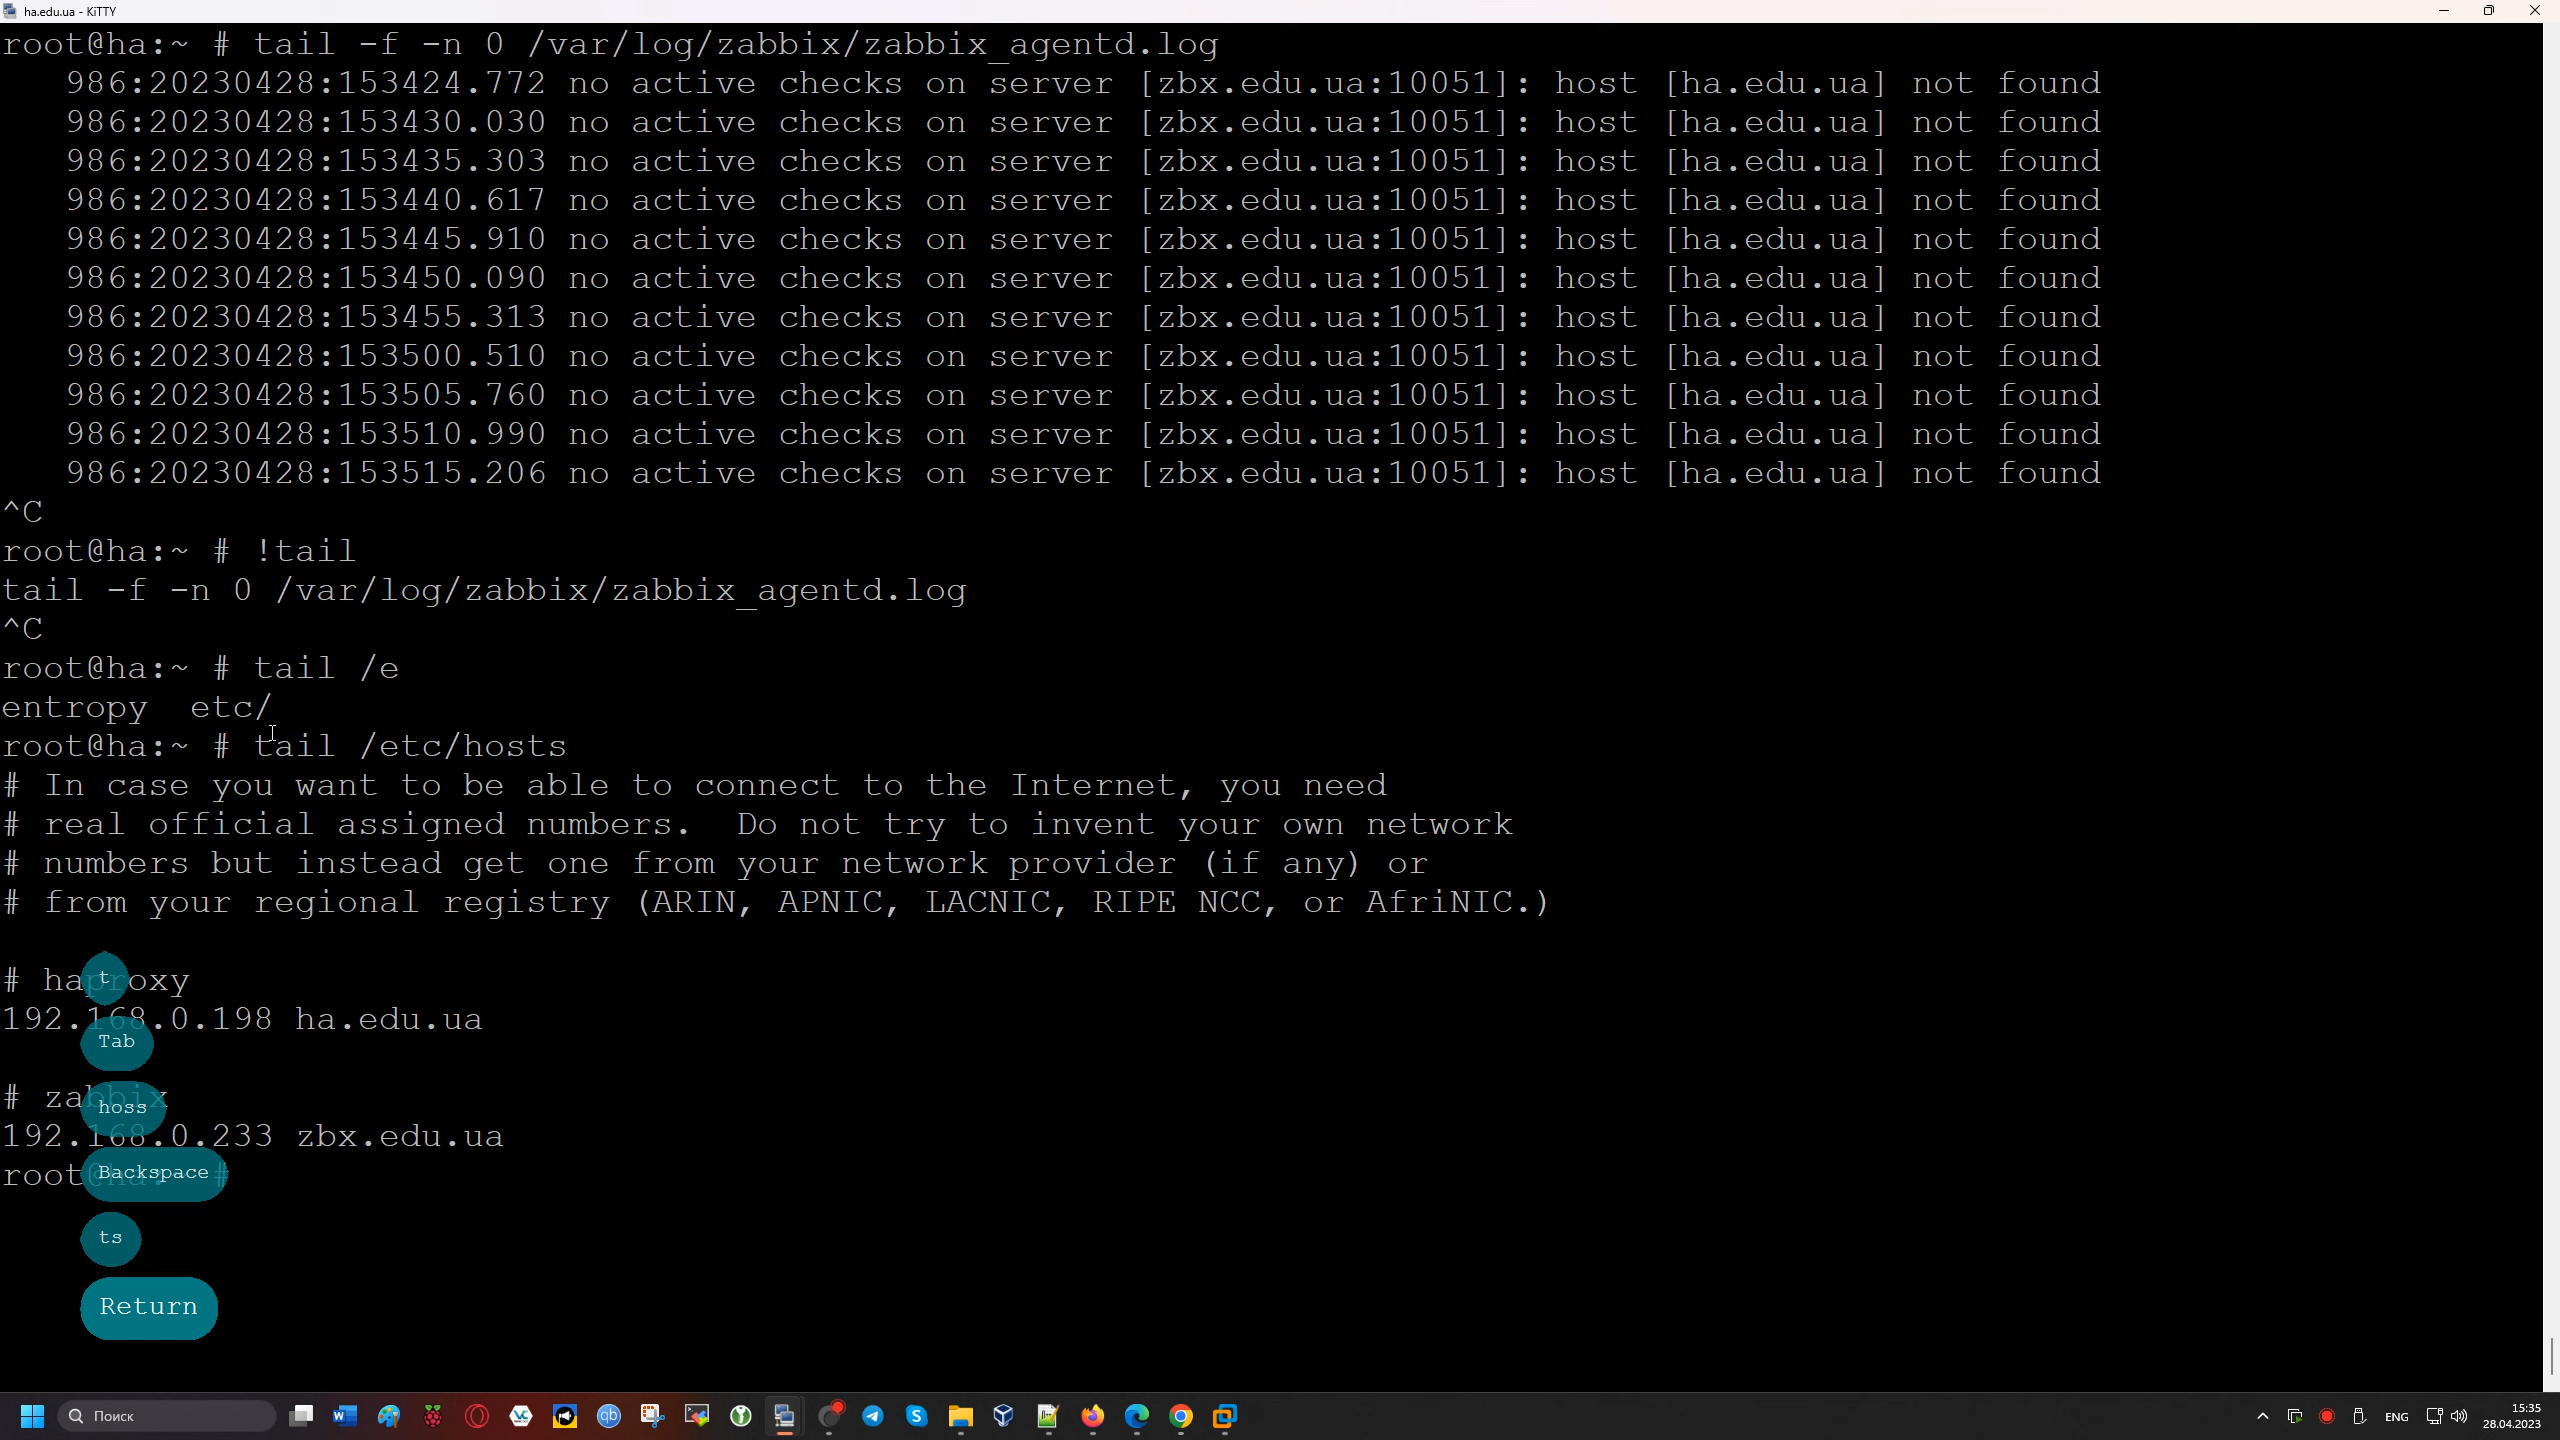 ha.edu.ua - KiTTY
root@ha:~ # tail -f -n 0 /var/log/zabbix/zabbix_agentd.log
986:20230428:153424.772 no active checks on server [zbx.edu.ua:10051]: host [ha.edu.ua] not found
986:20230428:153430.030 no active checks on server [zbx.edu.ua:10051]: host [ha.edu.ua] not found
986:20230428:153435.303 no active checks on server [zbx.edu.ua:10051]: host [ha.edu.ua] not found
986:20230428:153440.617 no active checks on server [zbx.edu.ua:10051]: host [ha.edu.ua] not found
986:20230428:153445.910 no active checks on server [zbx.edu.ua:10051]: host [ha.edu.ua] not found
986:20230428:153450.090 no active checks on server [zbx.edu.ua:10051]: host [ha.edu.ua] not found
986:20230428:153455.313 no active checks on server [zbx.edu.ua:10051]: host [ha.edu.ua] not found
986:20230428:153500.510 no active checks on server [zbx.edu.ua:10051]: host [ha.edu.ua] not found
986:20230428:153505.760 no active checks on server [zbx.edu.ua:10051]: host [ha.edu.ua] not found
986:20230428:153510.990 no active checks on server [zbx.edu.ua:10051]: host [ha.edu.ua] not found
986:20230428:153515.206 no active checks on server [zbx.edu.ua:10051]: host [ha.edu.ua] not found
^C
root@ha:~ # !tail
tail -f -n 0 /var/log/zabbix/zabbix_agentd.log
^C
root@ha:~ # tail /e
entropy etc/
root@ha:~ # tail /etc/hosts
# In case you want to be able to connect to the Internet, you need
# real official assigned numbers. Do not try to invent your own network
# numbers but instead get one from your network provider (if any) or
# from your regional registry (ARIN, APNIC, LACNIC, RIPE NCC, or AfriNIC.)
# haproxy
t
192.168.0.198 ha.edu.ua
Tab
# zabbix
hoss
192.168.0.233 zbx.edu.ua
root@ha:~ #
Backspace
ts
Return
Поиск
ENG
15:35
28.04.2023